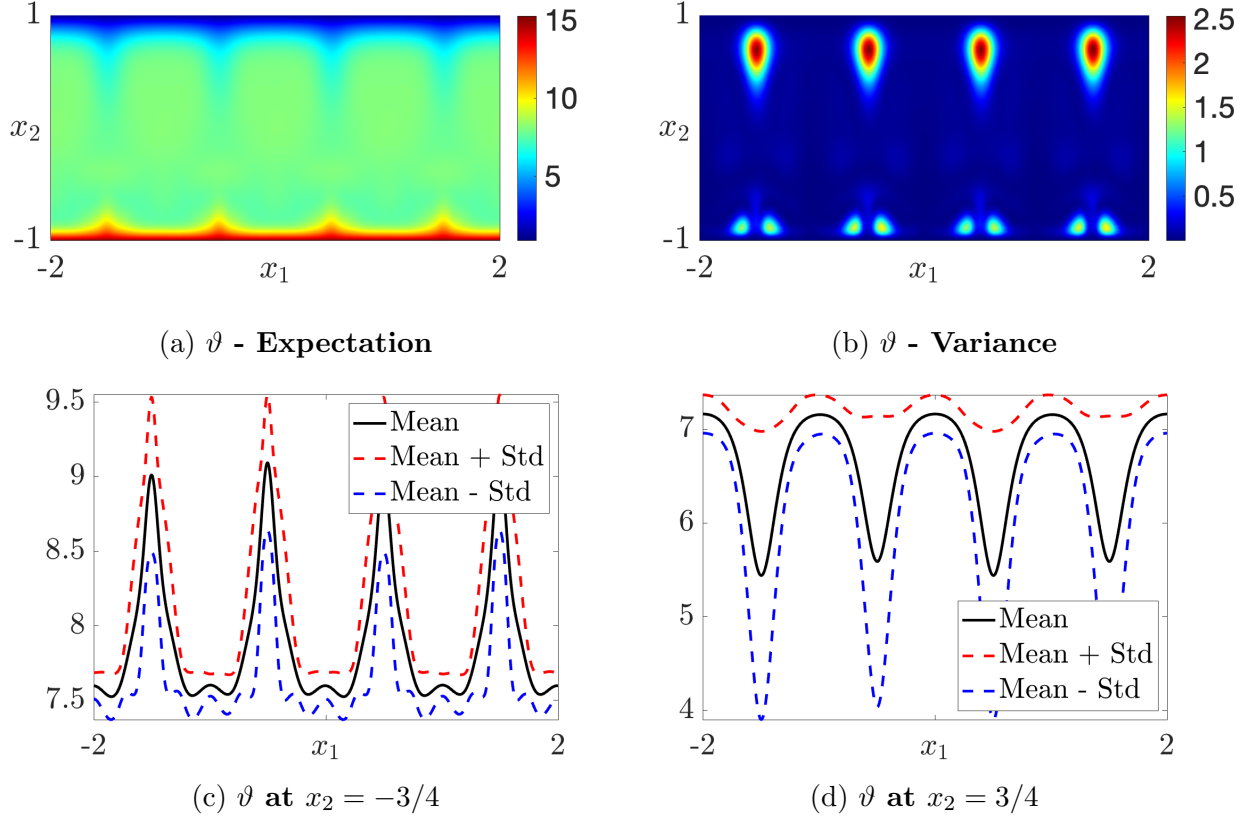 1
x₂
-1
-2
x₁
2
15
10
5
(a) ϑ - Expectation
1
x₂
-1
-2
x₁
2
2.5
2
1.5
1
0.5
(b) ϑ - Variance
9.5
9
8.5
8
7.5
-2
x₁
2
Mean
Mean + Std
Mean - Std
(c) ϑ at x₂ = −3/4
7
6
5
4
-2
x₁
2
Mean
Mean + Std
Mean - Std
(d) ϑ at x₂ = 3/4